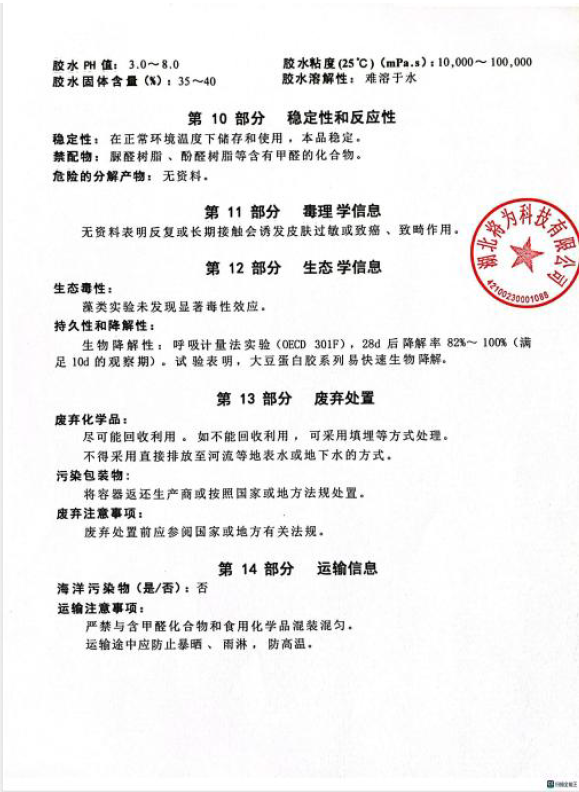 胶水 PH 值: 3.0～8.0 胶水粘度(25℃)(mPa.s):10,000～100,000
胶水固体含量(%):35～40 胶水溶解性: 难溶于水
第 10 部分 稳定性和反应性
稳定性: 在正常环境温度下储存和使用,本品稳定。
禁配物: 脲醛树脂、酚醛树脂等含有甲醛的化合物。
危险的分解产物: 无资料。
第 11 部分 毒理学信息
无资料表明反复或长期接触会诱发皮肤过敏或致癌、致畸作用。
湖北将为科技有限公司
42100230001088
第 12 部分 生态学信息
生态毒性:
藻类实验未发现显著毒性效应。
持久性和降解性:
生物降解性: 呼吸计量法实验(OECD 301F),28d 后降解率 82%～100%(满
足 10d 的观察期)。试验表明,大豆蛋白胶系列易快速生物降解。
第 13 部分 废弃处置
废弃化学品:
尽可能回收利用。如不能回收利用,可采用填埋等方式处理。
不得采用直接排放至河流等地表水或地下水的方式。
污染包装物:
将容器返还生产商或按照国家或地方法规处置。
废弃注意事项:
废弃处置前应参阅国家或地方有关法规。
第 14 部分 运输信息
海洋污染物(是/否):否
运输注意事项:
严禁与含甲醛化合物和食用化学品混装混匀。
运输途中应防止暴晒、雨淋,防高温。